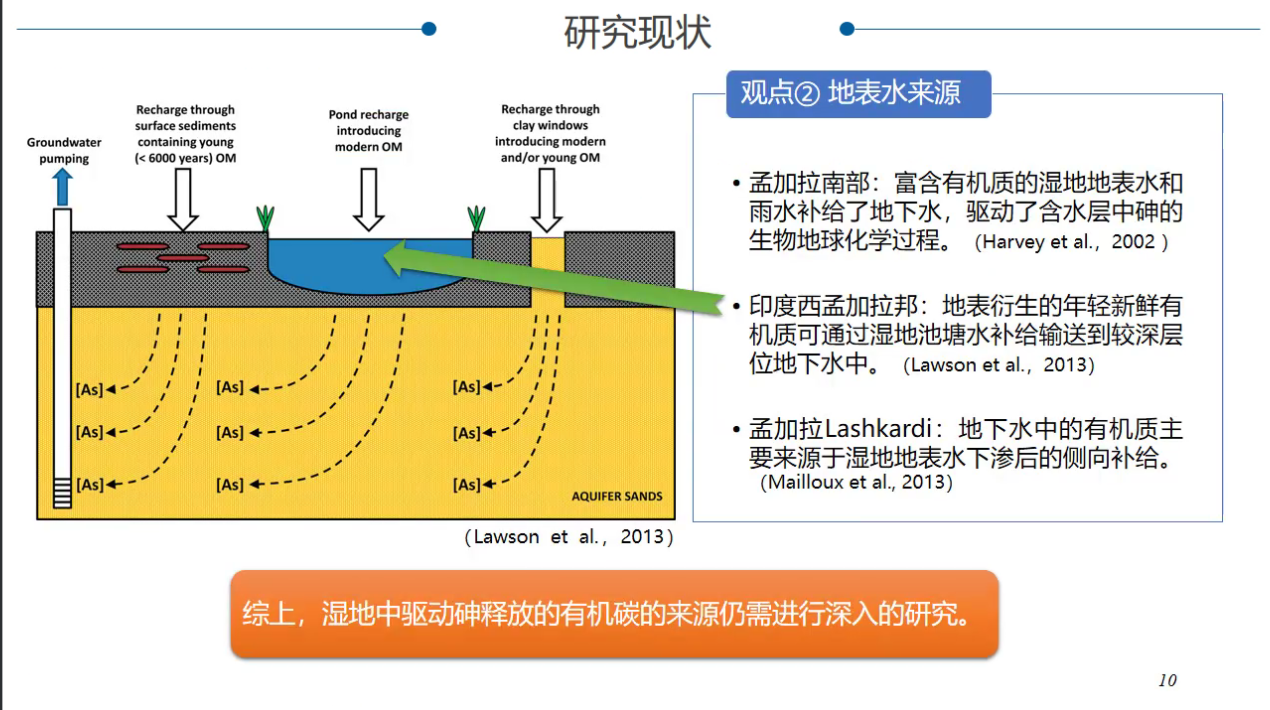 研究现状
Groundwater
pumping
Recharge through
surface sediments
containing young
(< 6000 years) OM
Pond recharge
introducing
modern OM
Recharge through
clay windows
introducing modern
and/or young OM
[As]
[As]
[As]
[As]
[As]
[As]
[As]
[As]
[As]
AQUIFER SANDS
（Lawson et al.，2013）
观点② 地表水来源
• 孟加拉南部：富含有机质的湿地地表水和
雨水补给了地下水，驱动了含水层中砷的
生物地球化学过程。（Harvey et al.，2002 ）
• 印度西孟加拉邦：地表衍生的年轻新鲜有
机质可通过湿地池塘水补给输送到较深层
位地下水中。（Lawson et al.，2013）
• 孟加拉Lashkardi：地下水中的有机质主
要来源于湿地地表水下渗后的侧向补给。
（Mailloux et al., 2013）
综上，湿地中驱动砷释放的有机碳的来源仍需进行深入的研究。
10